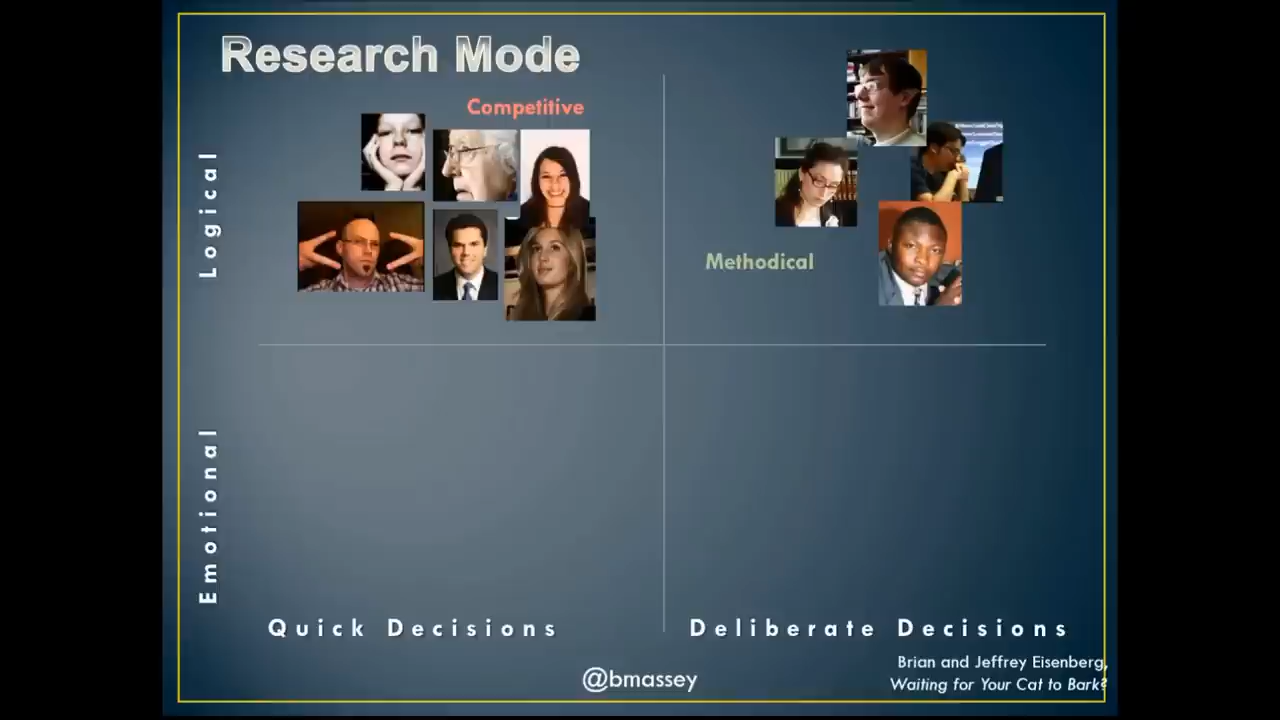 Research Mode
Competitive
Logical
Methodical
Emotional
Quick Decisions
Deliberate Decisions
Brian and Jeffrey Eisenberg,
@bmassey
Waiting for Your Cat to Bark?